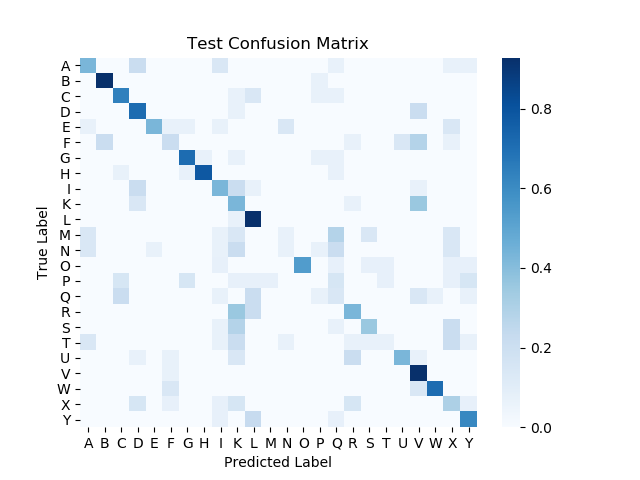 Test Confusion Matrix
A
B
C
D
E
F
G
H
I
K
L
M
N
O
P
Q
R
S
T
U
V
W
X
Y
True Label
A B C D E F G H I K L M N O P Q R S T U V W X Y
Predicted Label
0.8
0.6
0.4
0.2
0.0